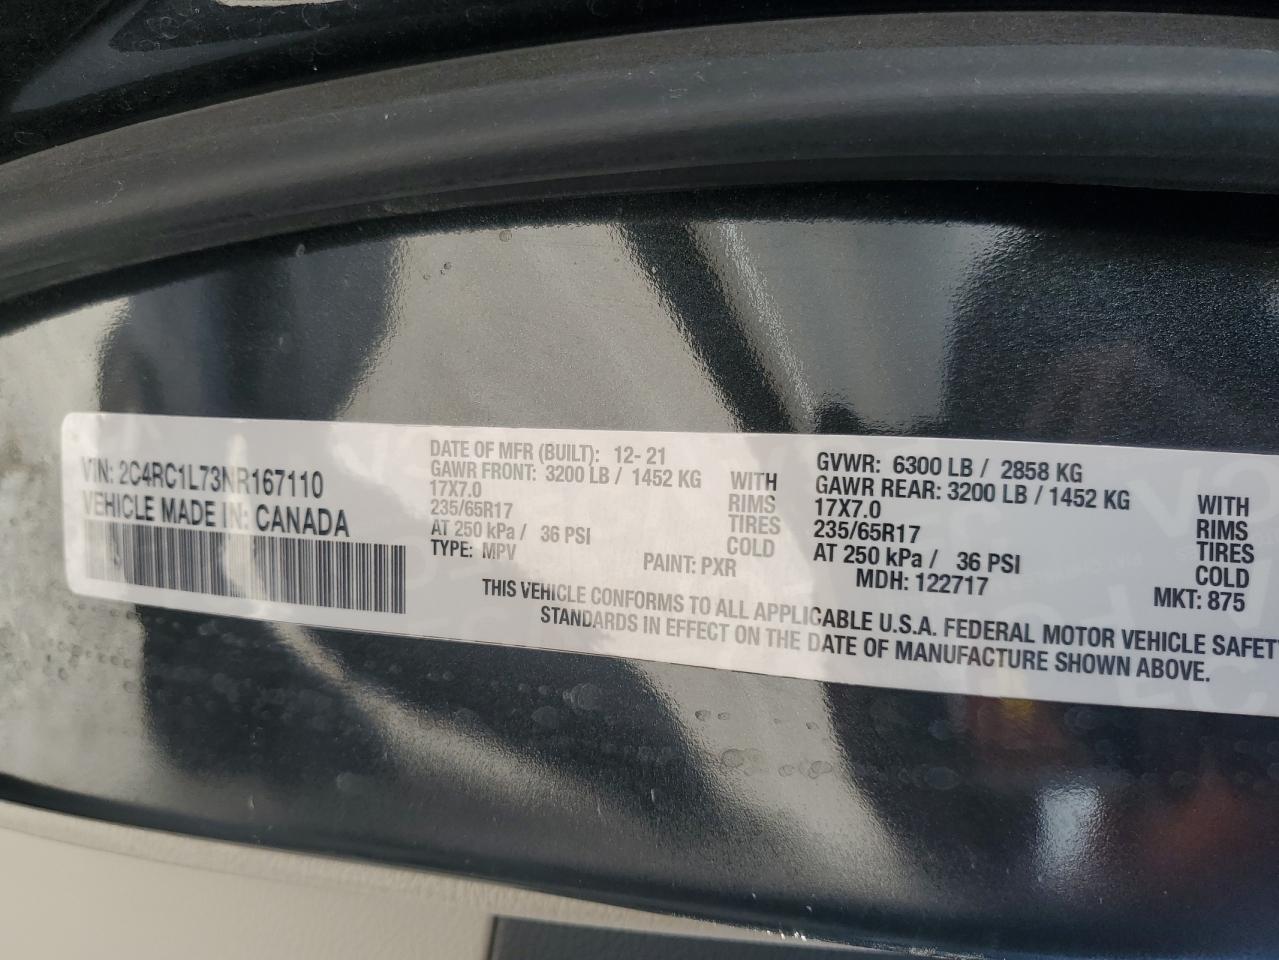 VIN: 2C4RC1L73NR167110
VEHICLE MADE IN: CANADA
DATE OF MFR (BUILT): 12-21
GAWR FRONT: 3200 LB / 1452 KG WITH
17X7.0 RIMS
235/65R17 TIRES
AT 250 kPa / 36 PSI COLD
TYPE: MPV PAINT: PXR
GVWR: 6300 LB / 2858 KG
GAWR REAR: 3200 LB / 1452 KG WITH
17X7.0 RIMS
235/65R17 TIRES
AT 250 kPa / 36 PSI COLD
MDH: 122717 MKT: 875
THIS VEHICLE CONFORMS TO ALL APPLICABLE U.S.A. FEDERAL MOTOR VEHICLE SAFET
STANDARDS IN EFFECT ON THE DATE OF MANUFACTURE SHOWN ABOVE.